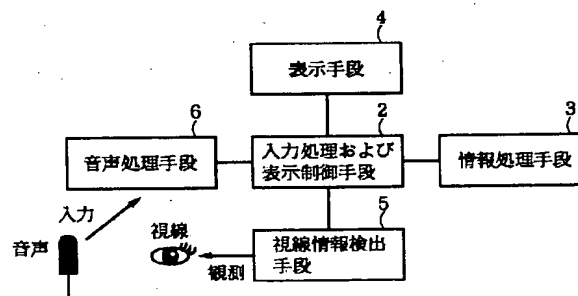 4
表示手段
6
2
3
音声処理手段
入力処理および
表示制御手段
情報処理手段
入力
音声
視線
観測
5
視線情報検出
手段